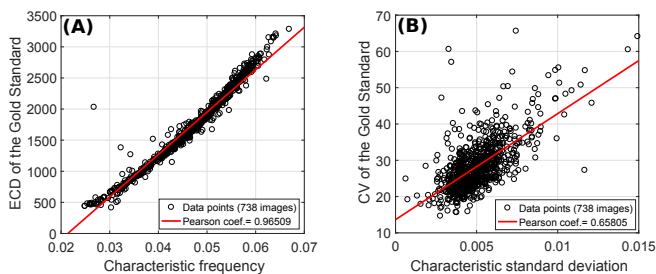 (A)
ECD of the Gold Standard
3500
3000
2500
2000
1500
1000
500
0
Data points (738 images)
Pearson coef.= 0.96509
0.02 0.03 0.04 0.05 0.06 0.07
Characteristic frequency
(B)
CV of the Gold Standard
70
60
50
40
30
20
10
Data points (738 images)
Pearson coef.= 0.65805
0 0.005 0.01 0.015
Characteristic standard deviation